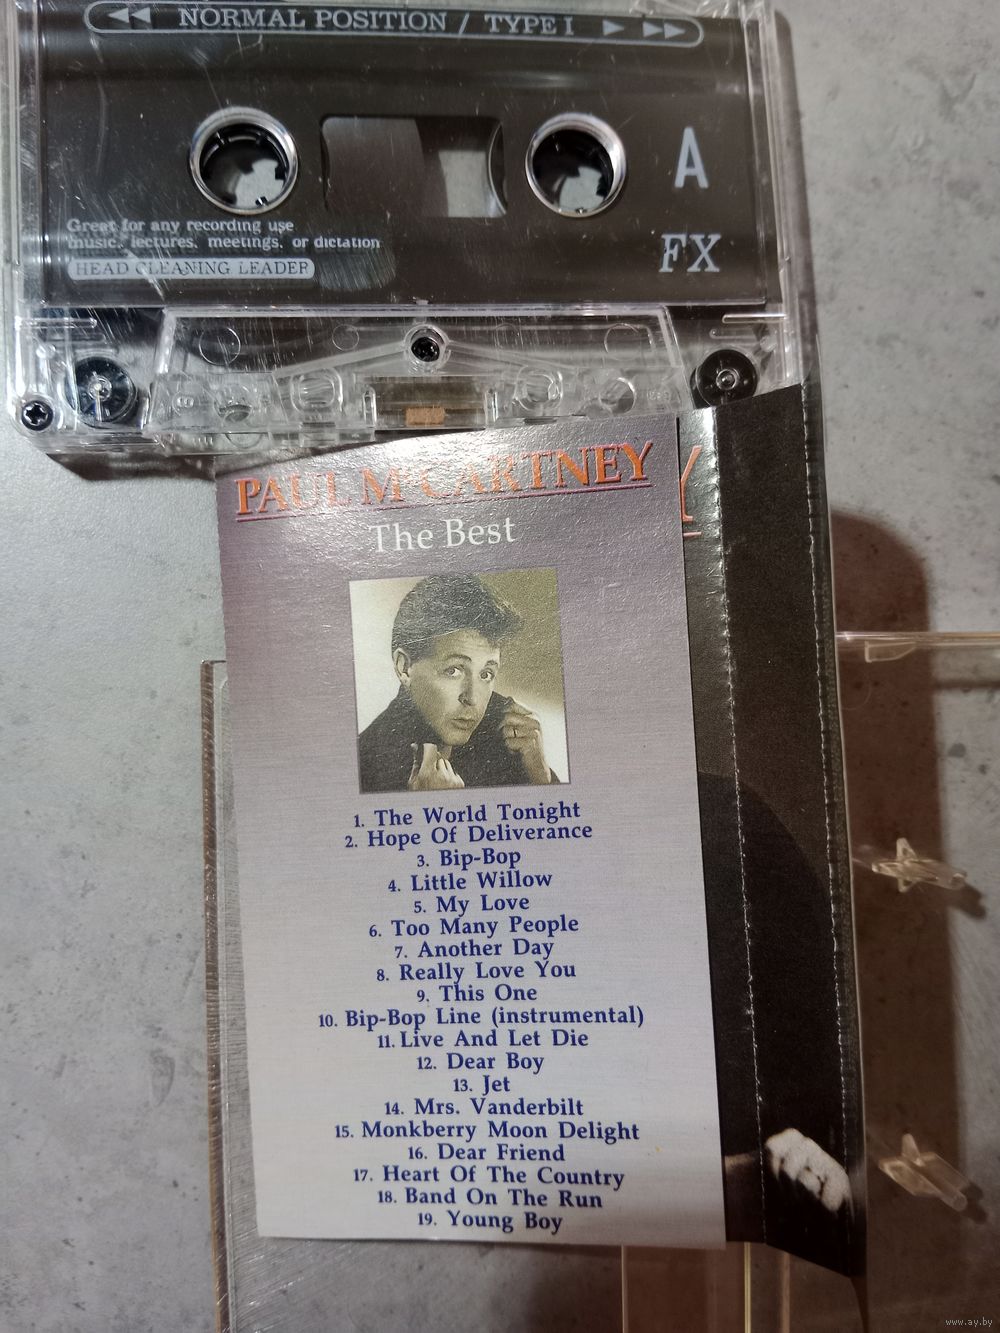 NORMAL POSITION / TYPE I
A
Great for any recording use
music, lectures, meetings, or dictation
HEAD CLEANING LEADER
FX
PAUL McCARTNEY
Y
The Best
1. The World Tonight
2. Hope Of Deliverance
3. Bip-Bop
4. Little Willow
5. My Love
6. Too Many People
7. Another Day
8. Really Love You
9. This One
10. Bip-Bop Line (instrumental)
11. Live And Let Die
12. Dear Boy
13. Jet
14. Mrs. Vanderbilt
15. Monkberry Moon Delight
16. Dear Friend
17. Heart Of The Country
18. Band On The Run
19. Young Boy
www.ay.by